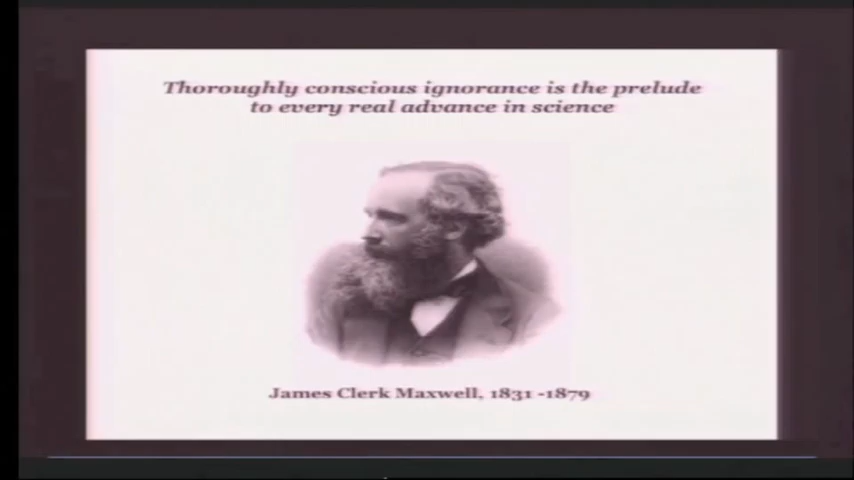 Thoroughly conscious ignorance is the prelude
to every real advance in science
James Clerk Maxwell, 1831 -1879